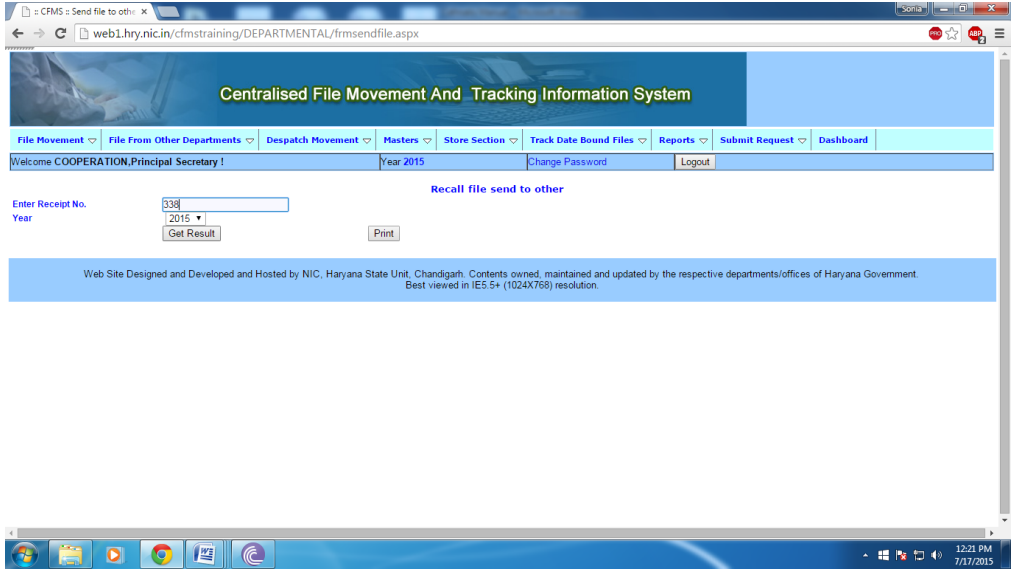 :: CFMS :: Send file to othe
Sonia
web1.hry.nic.in/cfmstraining/DEPARTMENTAL/frmsendfile.aspx
PRO
ABP
2
Centralised File Movement And Tracking Information System
File Movement File From Other Departments Despatch Movement Masters Store Section Track Date Bound Files Reports Submit Request Dashboard
Welcome COOPERATION,Principal Secretary ! Year 2015 Change Password Logout
Recall file send to other
Enter Receipt No. 338
Year 2015
Get Result Print
Web Site Designed and Developed and Hosted by NIC, Haryana State Unit, Chandigarh. Contents owned, maintained and updated by the respective departments/offices of Haryana Government.
Best viewed in IE5.5+ (1024X768) resolution.
12:21 PM
7/17/2015